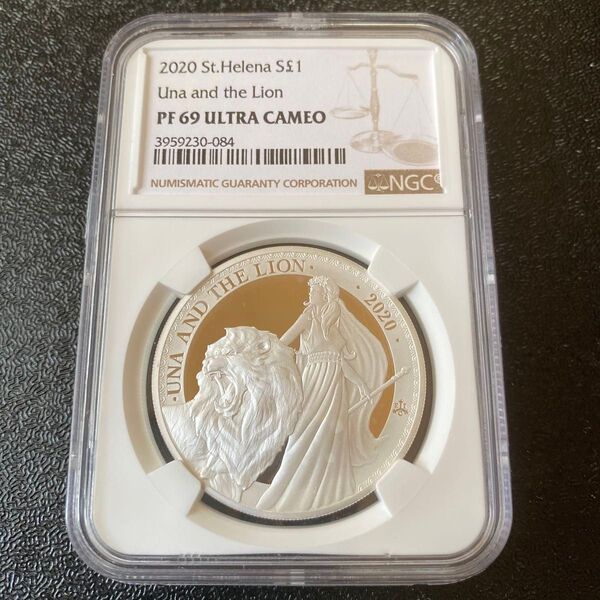 2020 St.Helena S£1
Una and the Lion
PF 69 ULTRA CAMEO
3959230-084
NUMISMATIC GUARANTY CORPORATION
NGC®
·UNA AND THE LION· 2020·